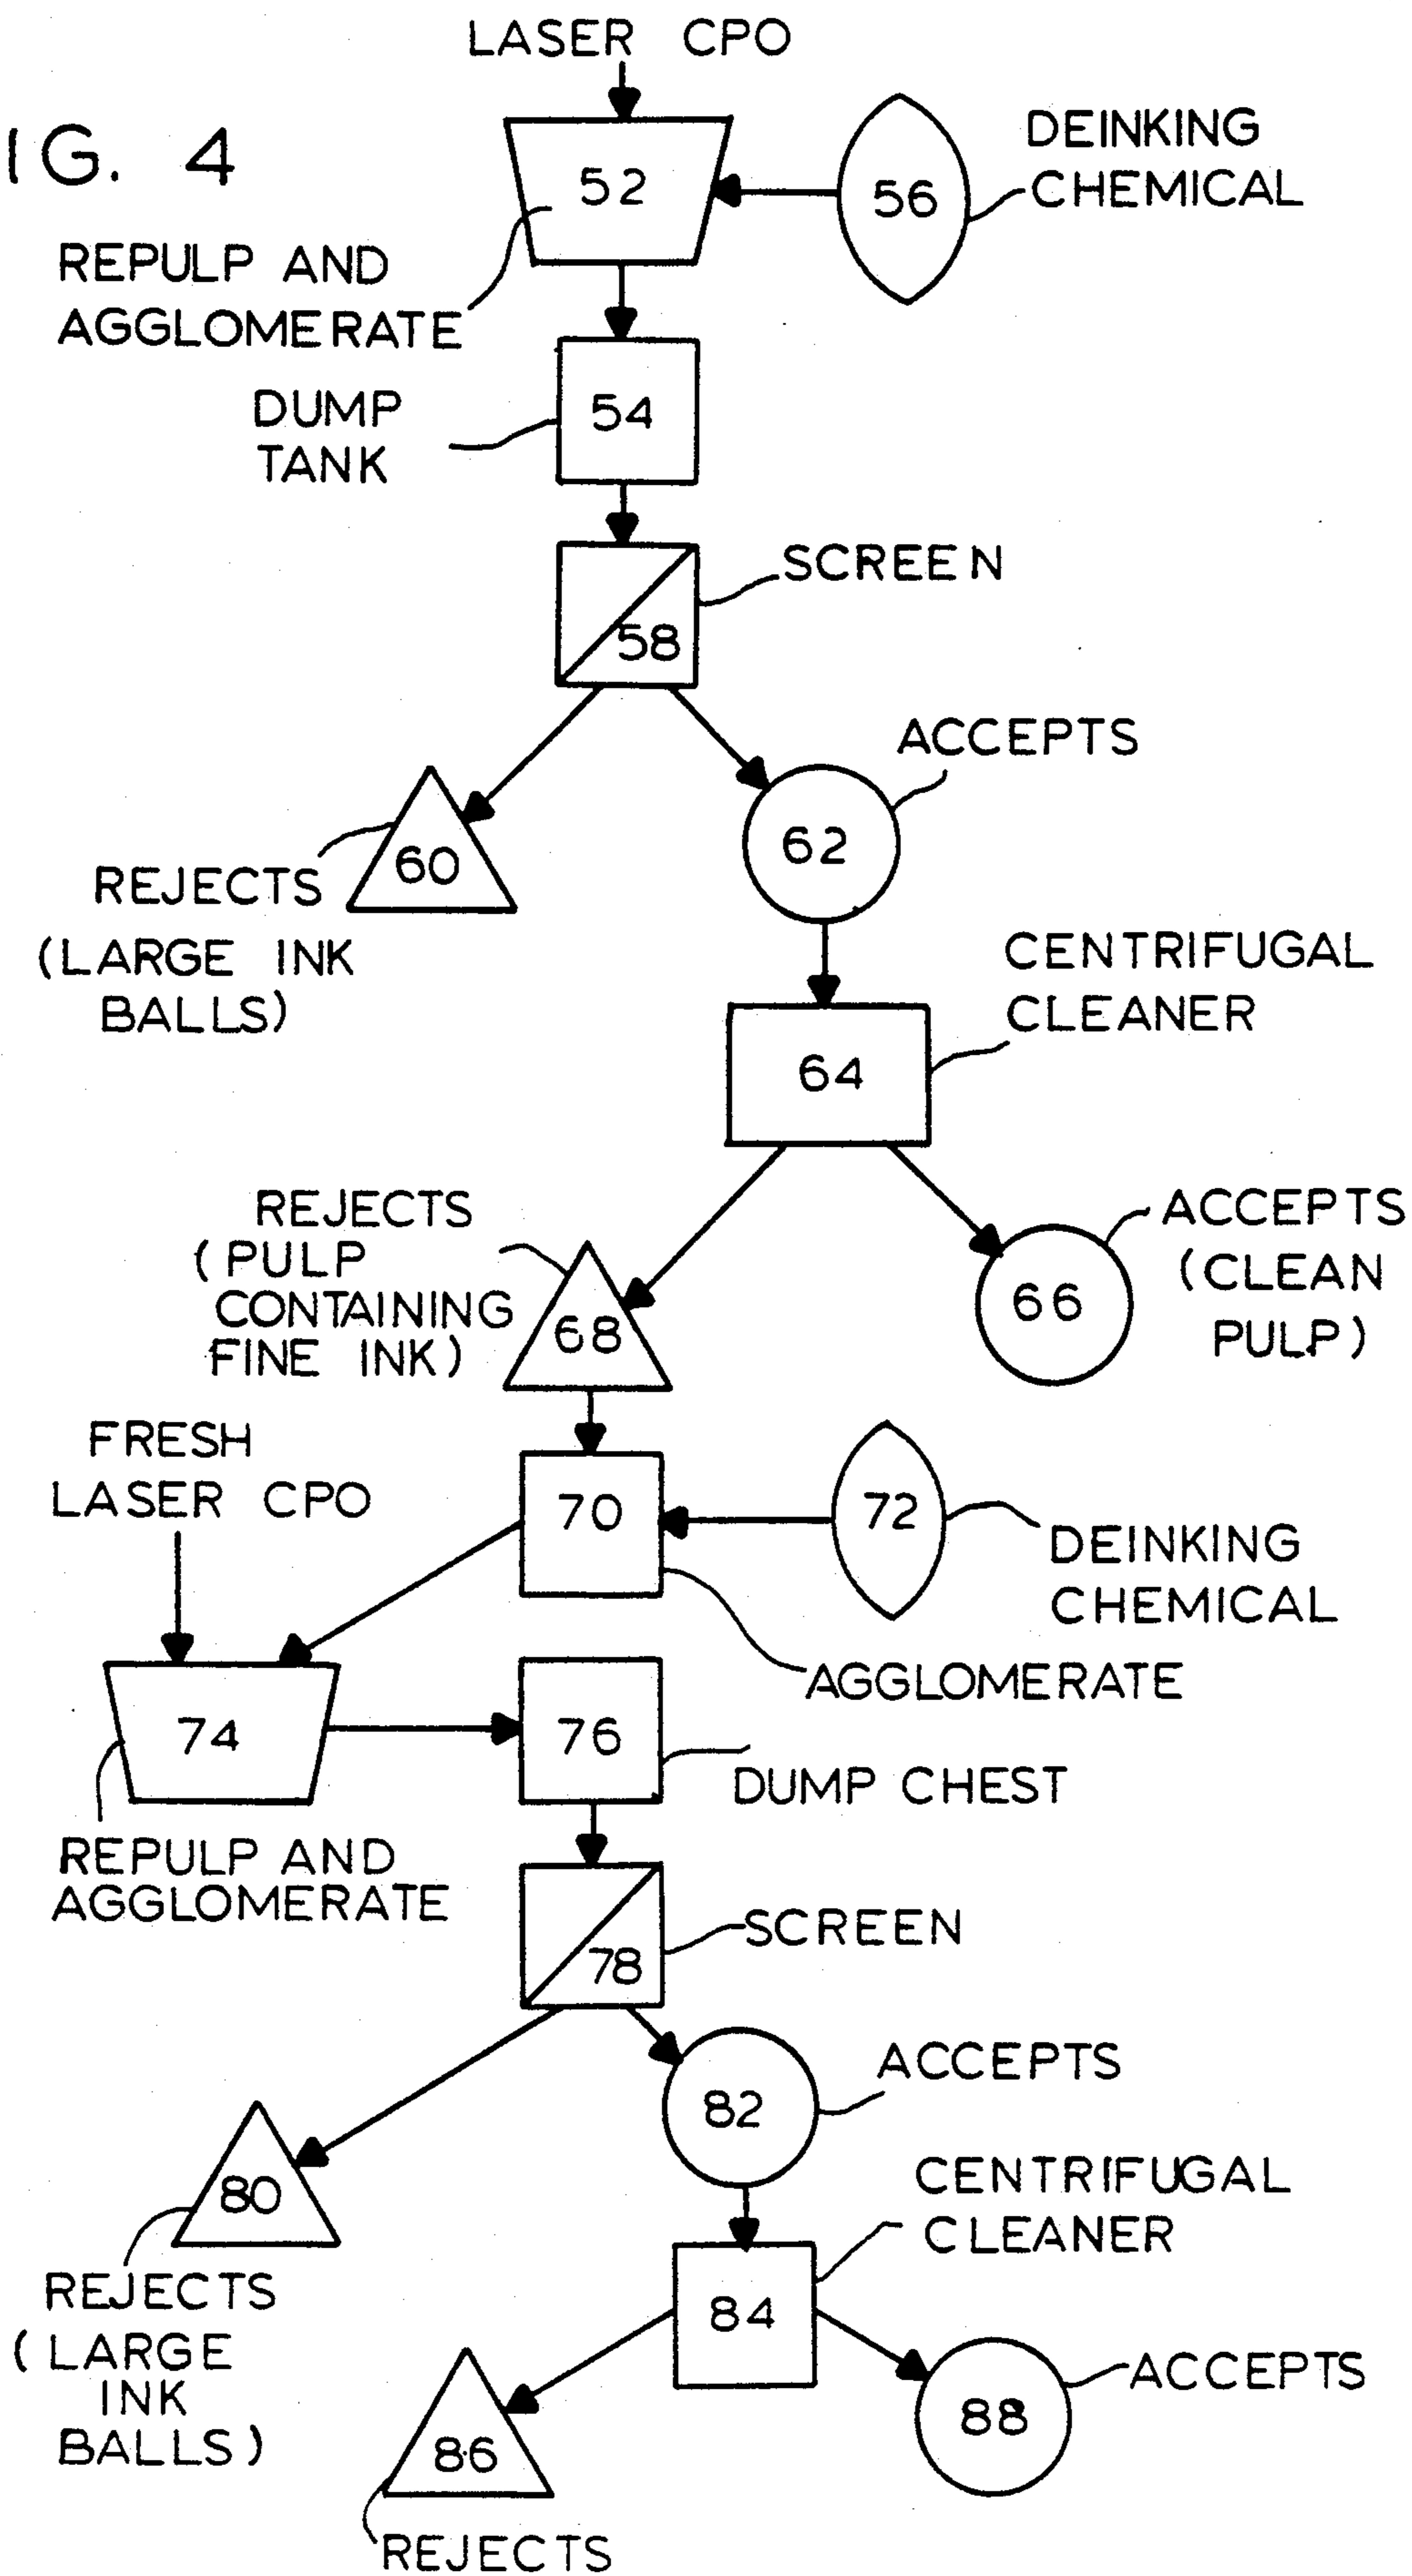 LASER CPO
IG. 4
52
56
DEINKING
CHEMICAL
REPULP AND
AGGLOMERATE
54
DUMP
TANK
SCREEN
58
ACCEPTS
62
60
REJECTS
(LARGE INK
BALLS)
CENTRIFUGAL
CLEANER
64
REJECTS
(PULP
CONTAINING
FINE INK)
68
ACCEPTS
(CLEAN
PULP)
66
FRESH
LASER CPO
70
72
DEINKING
CHEMICAL
AGGLOMERATE
74
76
DUMP CHEST
REPULP AND
AGGLOMERATE
SCREEN
78
ACCEPTS
82
80
REJECTS
(LARGE
INK
BALLS)
CENTRIFUGAL
CLEANER
84
86
REJECTS
88
ACCEPTS